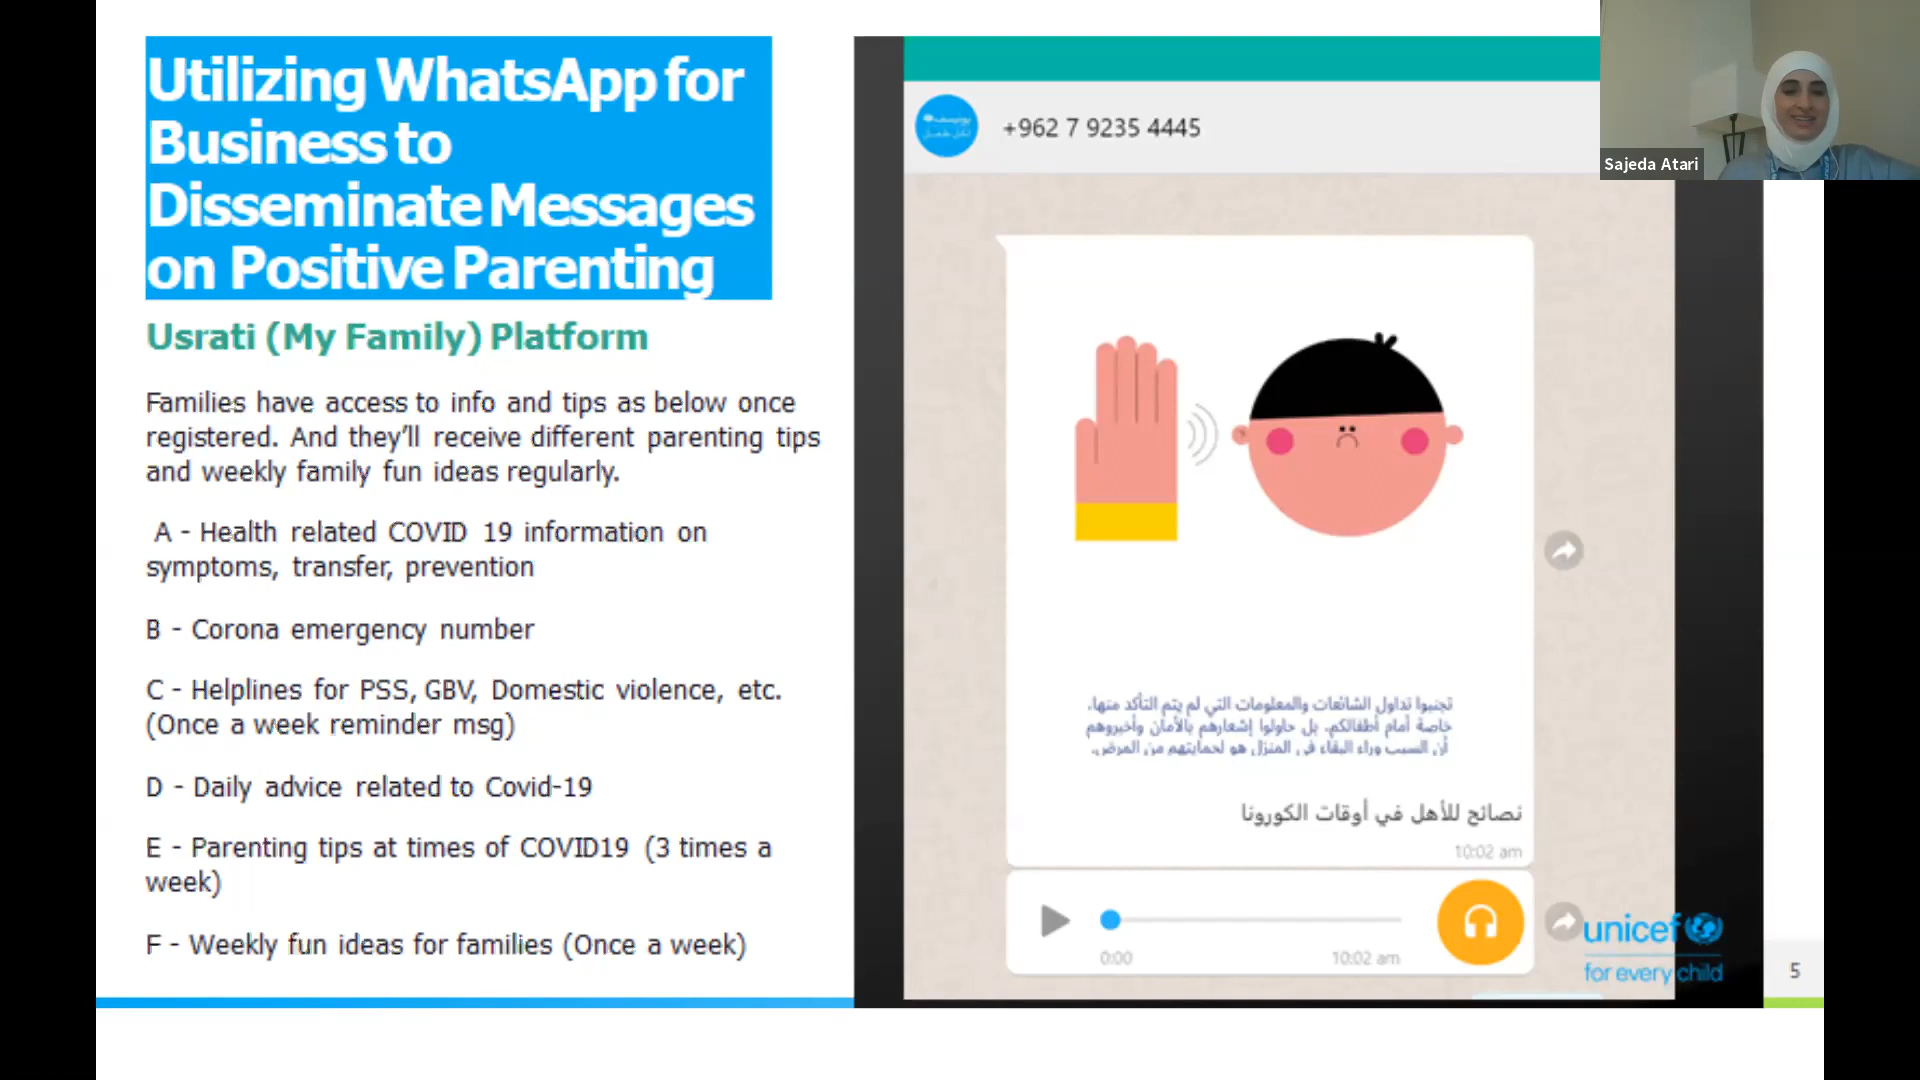 Utilizing WhatsApp for
Business to
Disseminate Messages
on Positive Parenting
Usrati (My Family) Platform
Families have access to info and tips as below once
registered. And they’ll receive different parenting tips
and weekly family fun ideas regularly.
A - Health related COVID 19 information on
symptoms, transfer, prevention
B - Corona emergency number
C - Helplines for PSS, GBV, Domestic violence, etc.
(Once a week reminder msg)
D - Daily advice related to Covid-19
E - Parenting tips at times of COVID19 (3 times a
week)
F - Weekly fun ideas for families (Once a week)
يونيسف
لكل طفل
+962 7 9235 4445
تجنبوا تداول الشائعات والمعلومات التي لم يتم التأكد منها،
خاصة أمام أطفالكم، بل حاولوا إشعارهم بالأمان وأخبروهم
أن السبب وراء البقاء في المنزل هو لحمايتهم من المرض.
نصائح للأهل في أوقات الكورونا
10:02 am
0:00
10:02 am
unicef
for every child
5
Sajeda Atari